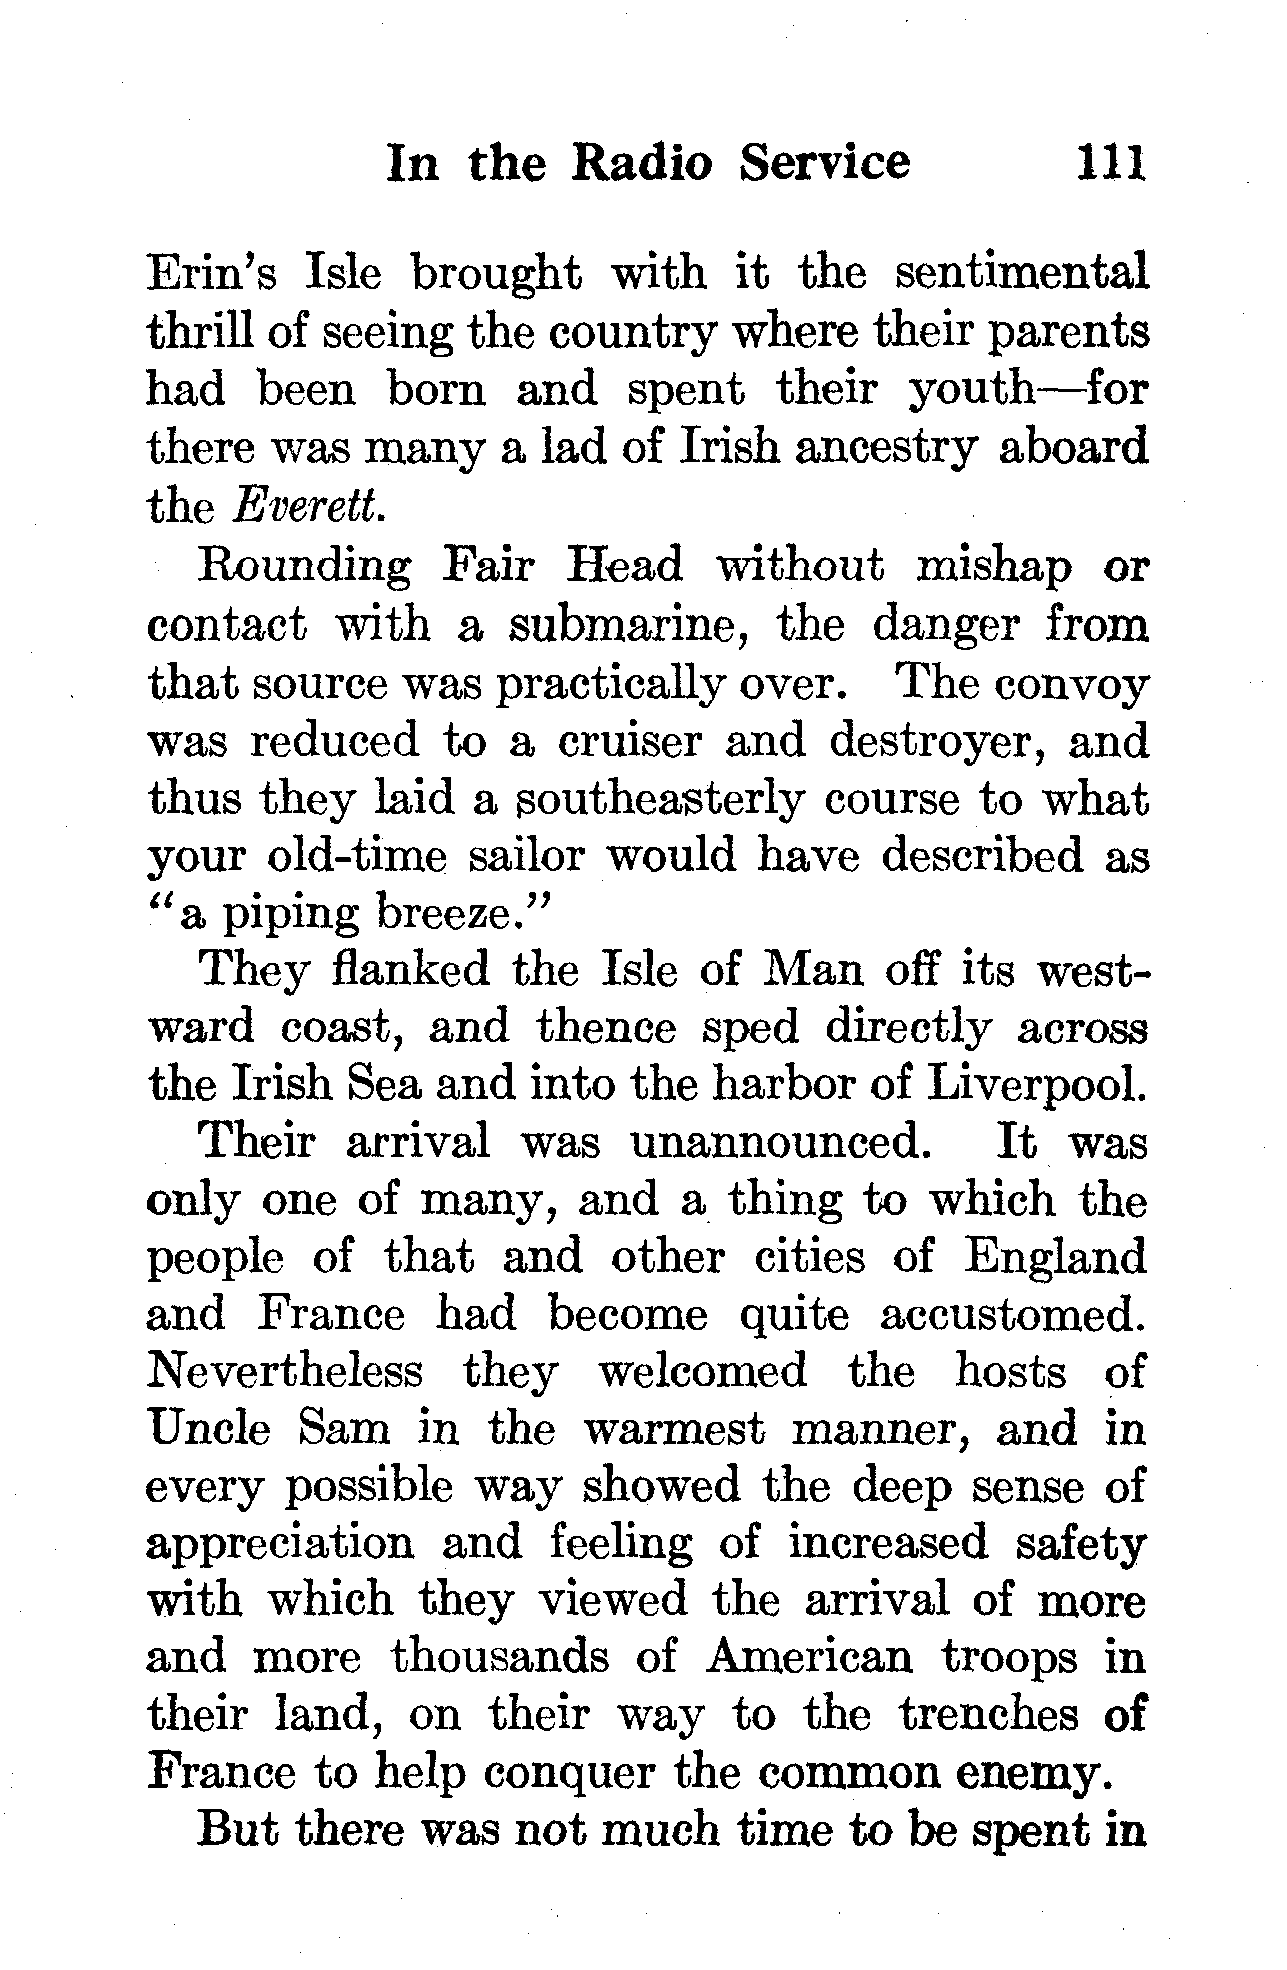 In the Radio Service 111
Erin's Isle brought with it the sentimental
thrill of seeing the country where their parents
had been born and spent their youth—for
there was many a lad of Irish ancestry aboard
the Everett.
Rounding Fair Head without mishap or
contact with a submarine, the danger from
that source was practically over. The convoy
was reduced to a cruiser and destroyer, and
thus they laid a southeasterly course to what
your old-time sailor would have described as
"a piping breeze."
They flanked the Isle of Man off its west-
ward coast, and thence sped directly across
the Irish Sea and into the harbor of Liverpool.
Their arrival was unannounced. It was
only one of many, and a thing to which the
people of that and other cities of England
and France had become quite accustomed.
Nevertheless they welcomed the hosts of
Uncle Sam in the warmest manner, and in
every possible way showed the deep sense of
appreciation and feeling of increased safety
with which they viewed the arrival of more
and more thousands of American troops in
their land, on their way to the trenches of
France to help conquer the common enemy.
But there was not much time to be spent in